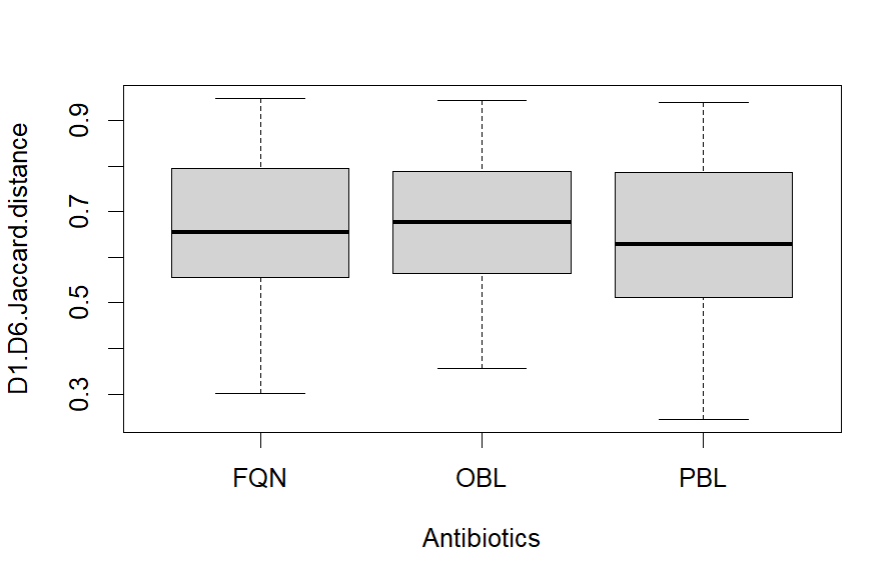 D1.D6.Jaccard.distance
0.9
0.7
0.5
0.3
FQN OBL PBL
Antibiotics